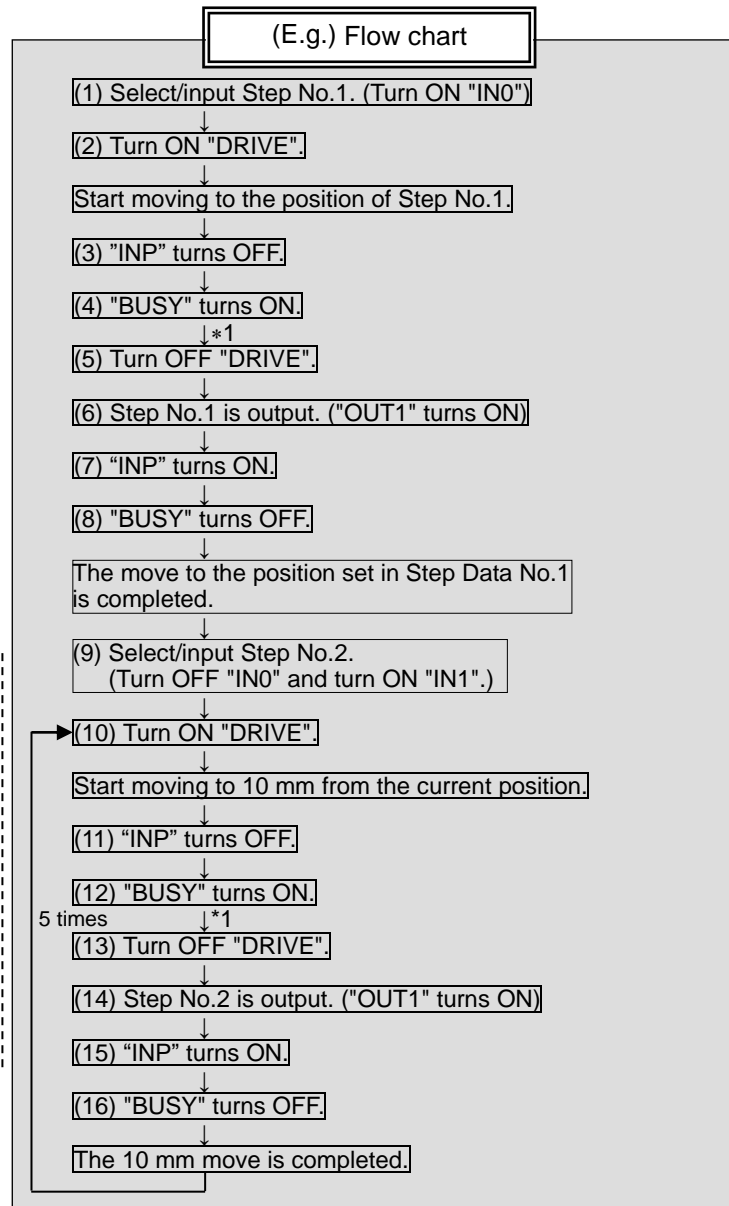 (E.g.) Flow chart
(1) Select/input Step No.1. (Turn ON "IN0")
↓
(2) Turn ON "DRIVE".
↓
Start moving to the position of Step No.1.
↓
(3) "INP" turns OFF.
↓
(4) "BUSY" turns ON.
↓*1
(5) Turn OFF "DRIVE".
↓
(6) Step No.1 is output. ("OUT1" turns ON)
↓
(7) “INP” turns ON.
↓
(8) "BUSY" turns OFF.
↓
The move to the position set in Step Data No.1
is completed.
↓
(9) Select/input Step No.2.
(Turn OFF "IN0" and turn ON "IN1".)
↓
(10) Turn ON "DRIVE".
↓
Start moving to 10 mm from the current position.
↓
(11) “INP” turns OFF.
↓
(12) "BUSY" turns ON.
5 times ↓*1
(13) Turn OFF "DRIVE".
↓
(14) Step No.2 is output. ("OUT1" turns ON)
↓
(15) “INP” turns ON.
↓
(16) "BUSY" turns OFF.
↓
The 10 mm move is completed.